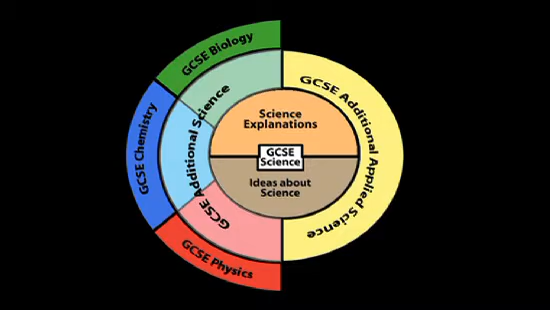 GCSE Biology
GCSE Chemistry
GCSE Physics
GCSE Additional Science
GCSE Additional Applied Science
Science
Explanations
GCSE
Science
Ideas about
Science